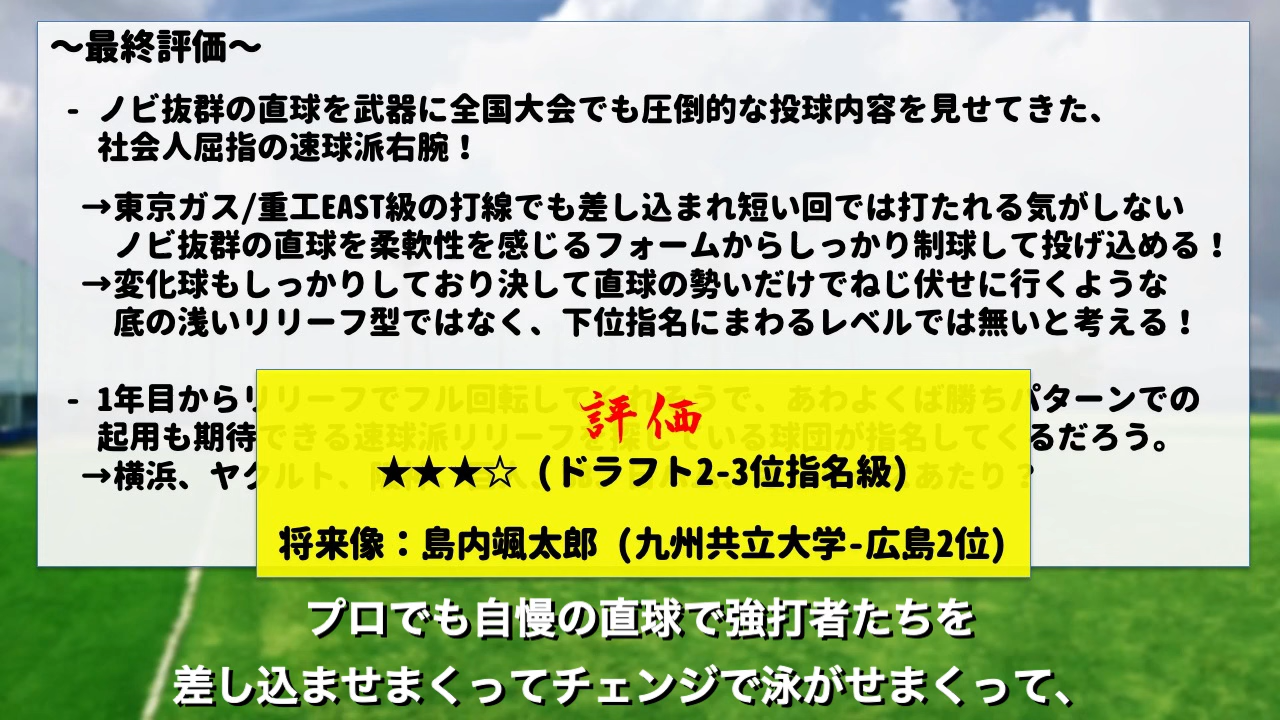 ～最終評価～
- ノビ抜群の直球を武器に全国大会でも圧倒的な投球内容を見せてきた、
社会人屈指の速球派右腕！
→東京ガス/重工EAST級の打線でも差し込まれ短い回では打たれる気がしない
ノビ抜群の直球を柔軟性を感じるフォームからしっかり制球して投げ込める！
→変化球もしっかりしており決して直球の勢いだけでねじ伏せに行くような
底の浅いリリーフ型ではなく、下位指名にまわるレベルでは無いと考える！
- 1年目からリリーフでフル回転してくれそうで、あわよくば勝ちパターンでの
起用も期待できる速球派リリーフを探している球団が指名してくるだろう。
→横浜、ヤクルト、あたり？
評価
★★★☆（ドラフト2-3位指名級）
将来像：島内颯太郎（九州共立大学-広島2位）
プロでも自慢の直球で強打者たちを
差し込ませまくってチェンジで泳がせまくって、